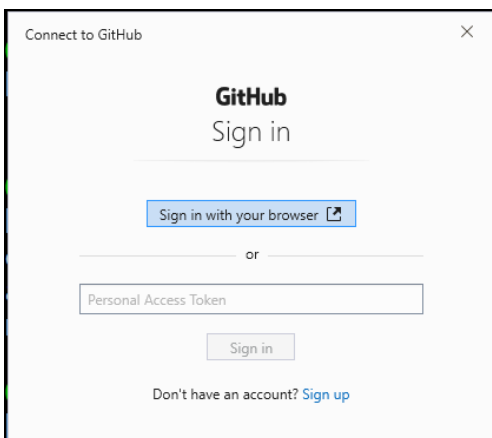 Connect to GitHub
GitHub
Sign in
Sign in with your browser
or
Personal Access Token
Sign in
Don't have an account? Sign up